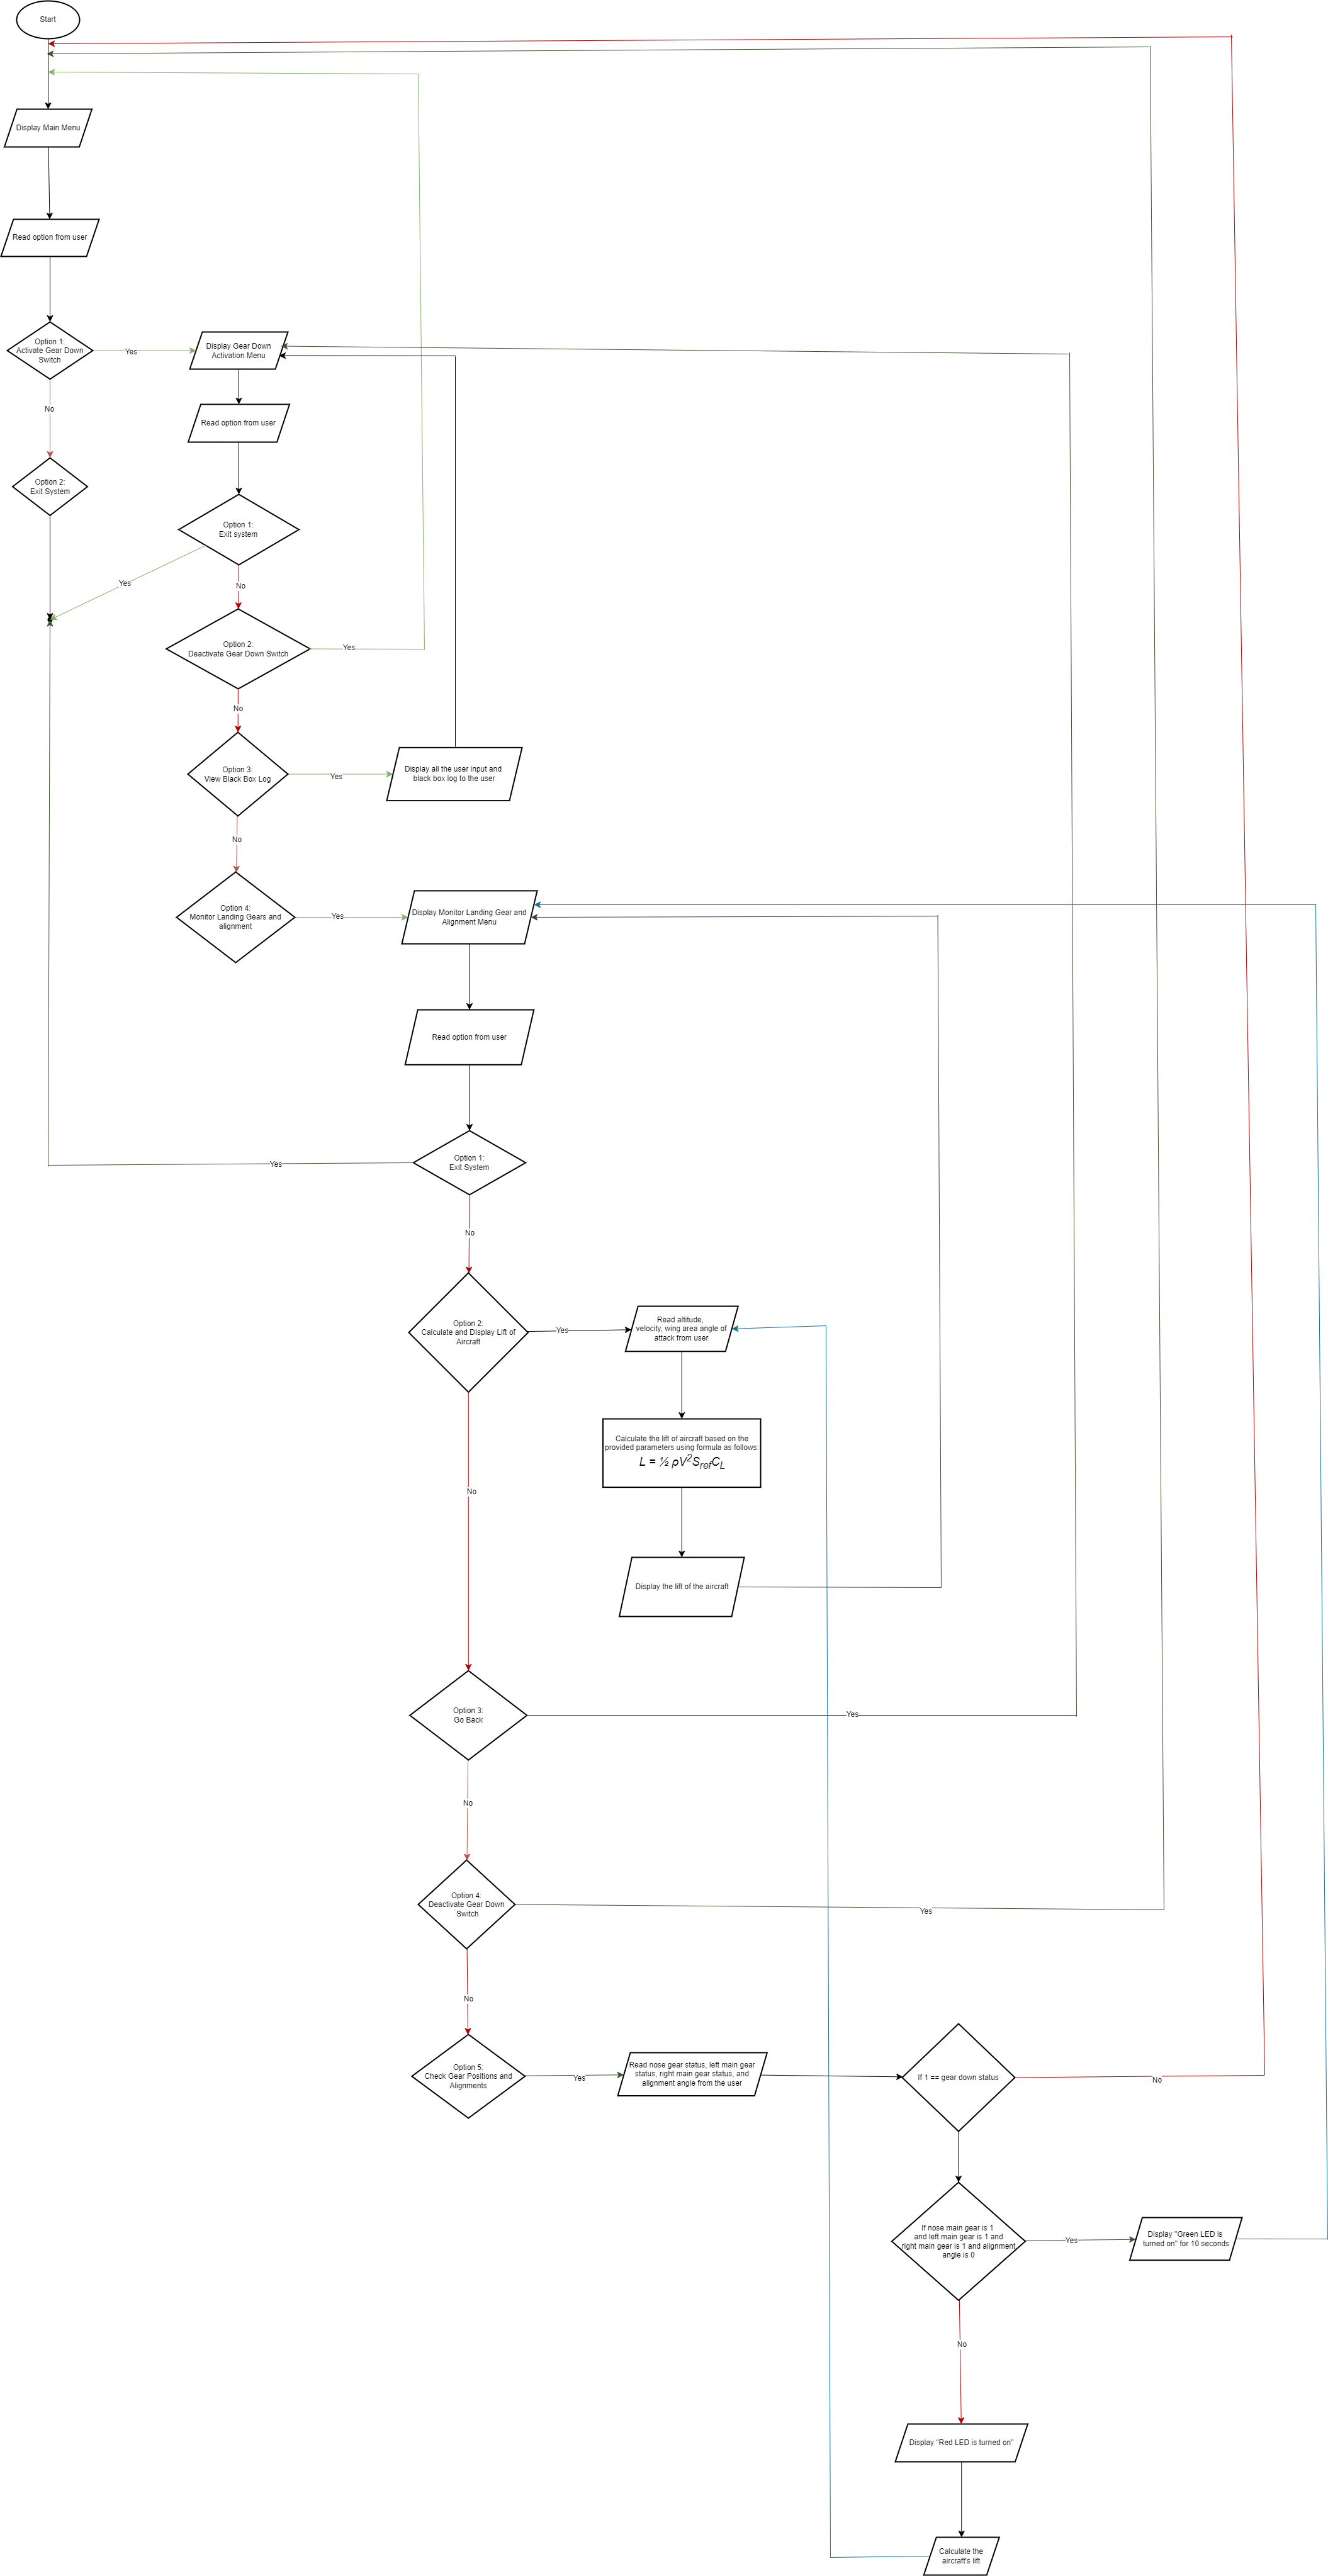 Start
Display Main Menu
Read option from user
Option 1:
Activate Gear Down
Switch
Yes
Display Gear Down
Activation Menu
No
Read option from user
Option 2:
Exit System
Option 1:
Exit system
Yes
No
Option 2:
Deactivate Gear Down Switch
Yes
No
Option 3:
View Black Box Log
Yes
Display all the user input and
black box log to the user
No
Option 4:
Monitor Landing Gears and
alignment
Yes
Display Monitor Landing Gear and
Alignment Menu
Read option from user
Option 1:
Exit System
Yes
No
Option 2:
Calculate and DIsplay Lift of
Aircraft
Yes
Read altitude,
velocity, wing area angle of
attack from user
Calculate the lift of aircraft based on the
provided parameters using formula as follows:
L = ½ ρV²S_ref C_L
No
Display the lift of the aircraft
Option 3:
Go Back
Yes
No
Option 4:
Deactivate Gear Down
Switch
Yes
No
Option 5:
Check Gear Positions and
Alignments
Yes
Read nose gear status, left main gear
status, right main gear status, and
alignment angle from the user
If 1 == gear down status
No
If nose main gear is 1
and left main gear is 1 and
right main gear is 1 and alignment
angle is 0
Yes
Display "Green LED is
turned on" for 10 seconds
No
Display "Red LED is turned on"
Calculate the
aircraft's lift